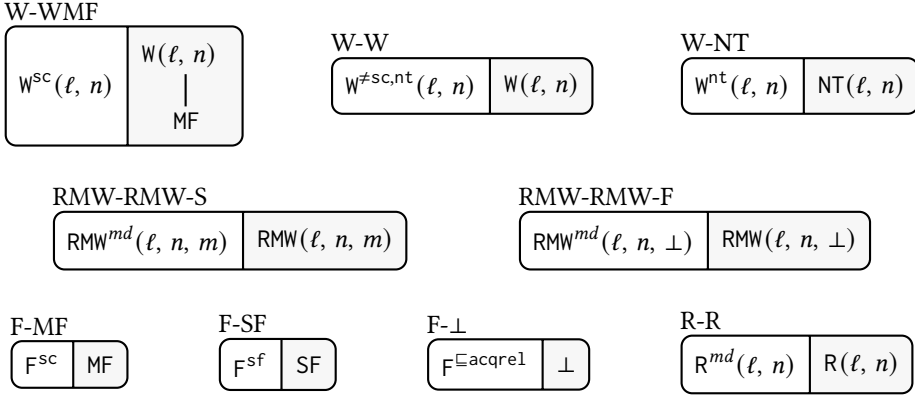 W-WMF
W^sc(ℓ, n) W(ℓ, n)
MF
W-W
W^≠sc,nt(ℓ, n) W(ℓ, n)
W-NT
W^nt(ℓ, n) NT(ℓ, n)
RMW-RMW-S
RMW^md(ℓ, n, m) RMW(ℓ, n, m)
RMW-RMW-F
RMW^md(ℓ, n, ⊥) RMW(ℓ, n, ⊥)
F-MF
F^sc MF
F-SF
F^sf SF
F-⊥
F^⊑acqrel ⊥
R-R
R^md(ℓ, n) R(ℓ, n)